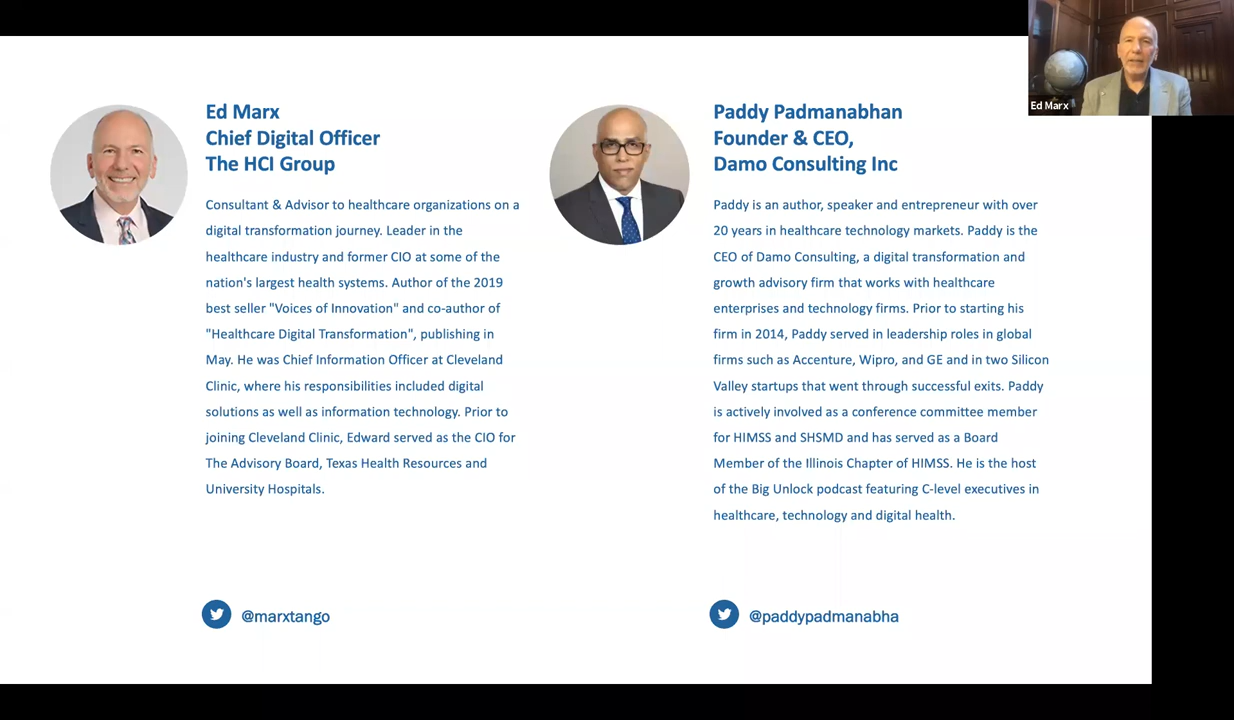 Ed Marx
Chief Digital Officer
The HCI Group
Consultant & Advisor to healthcare organizations on a
digital transformation journey. Leader in the
healthcare industry and former CIO at some of the
nation's largest health systems. Author of the 2019
best seller "Voices of Innovation" and co-author of
"Healthcare Digital Transformation", publishing in
May. He was Chief Information Officer at Cleveland
Clinic, where his responsibilities included digital
solutions as well as information technology. Prior to
joining Cleveland Clinic, Edward served as the CIO for
The Advisory Board, Texas Health Resources and
University Hospitals.
@marxtango
Paddy Padmanabhan
Founder & CEO,
Damo Consulting Inc
Paddy is an author, speaker and entrepreneur with over
20 years in healthcare technology markets. Paddy is the
CEO of Damo Consulting, a digital transformation and
growth advisory firm that works with healthcare
enterprises and technology firms. Prior to starting his
firm in 2014, Paddy served in leadership roles in global
firms such as Accenture, Wipro, and GE and in two Silicon
Valley startups that went through successful exits. Paddy
is actively involved as a conference committee member
for HIMSS and SHSMD and has served as a Board
Member of the Illinois Chapter of HIMSS. He is the host
of the Big Unlock podcast featuring C-level executives in
healthcare, technology and digital health.
@paddypadmanabha
Ed Marx